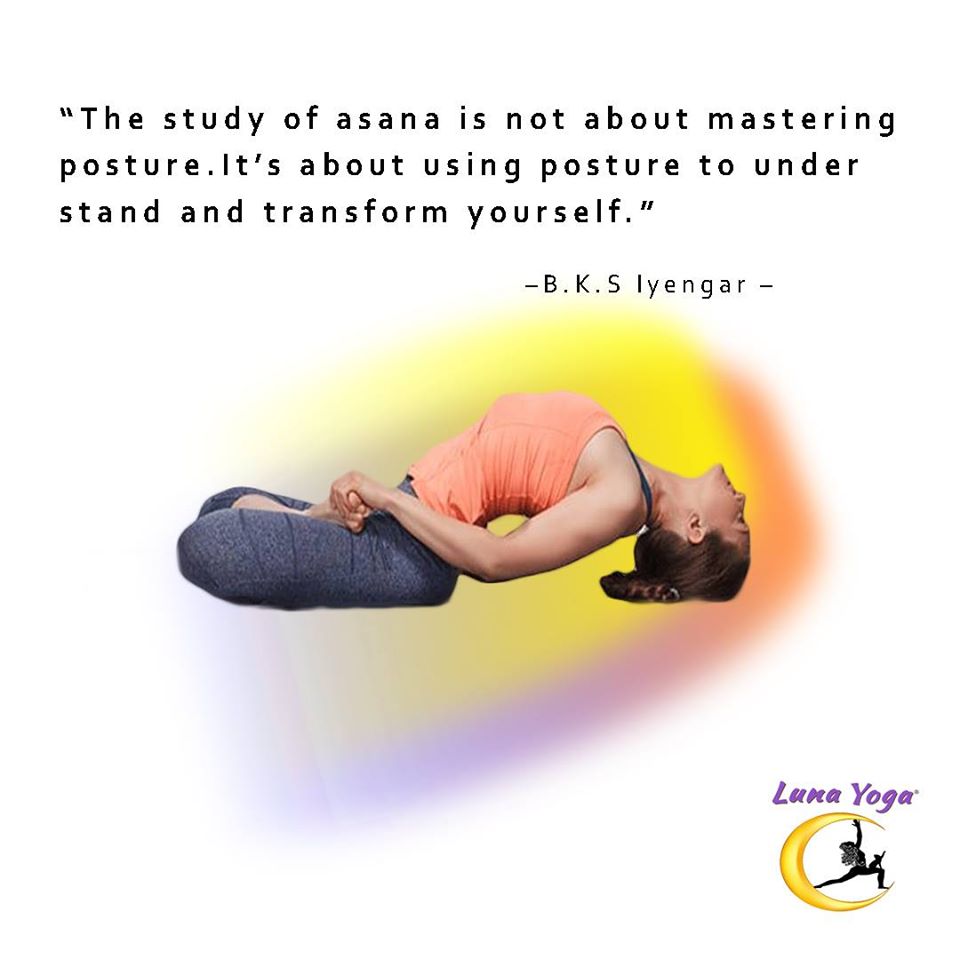 “The study of asana is not about mastering
posture.It’s about using posture to under
stand and transform yourself.”
–B.K.S Iyengar –
Luna Yoga®